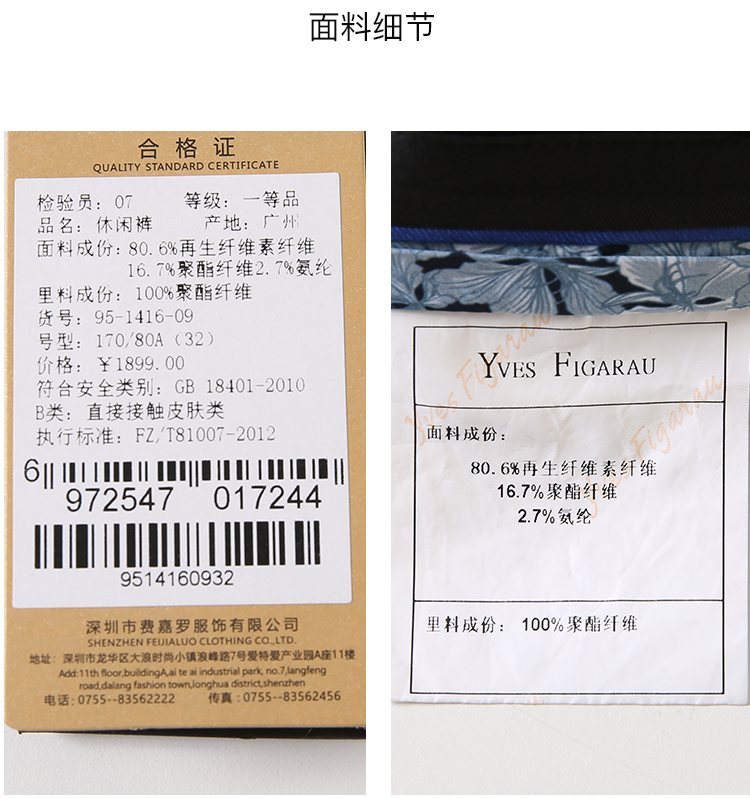 面料细节
合格证
QUALITY STANDARD CERTIFICATE
检验员：07 等级：一等品
品名：休闲裤 产地：广州
面料成份：80.6%再生纤维素纤维
16.7%聚酯纤维2.7%氨纶
里料成份：100%聚酯纤维
货号：95-1416-09
号型：170/80A（32）
价格：￥1899.00
符合安全类别：GB 18401-2010
B类：直接接触皮肤类
执行标准：FZ/T81007-2012
6 972547 017244
9514160932
深圳市费嘉罗服饰有限公司
SHENZHEN FEIJIALUO CLOTHING CO.,LTD.
地址：深圳市龙华区大浪时尚小镇浪峰路7号爱特爱产业园A座11楼
Add:11th floor,buildingA,ai te ai industrial park, no.7,langfeng
road,dalang fashion town,longhua district,shenzhen
电话：0755--83562222 传真：0755--83562456
YVES FIGARAU
面料成份：
80.6%再生纤维素纤维
16.7%聚酯纤维
2.7%氨纶
里料成份：100%聚酯纤维
Yves Figarau
Yves Figarau